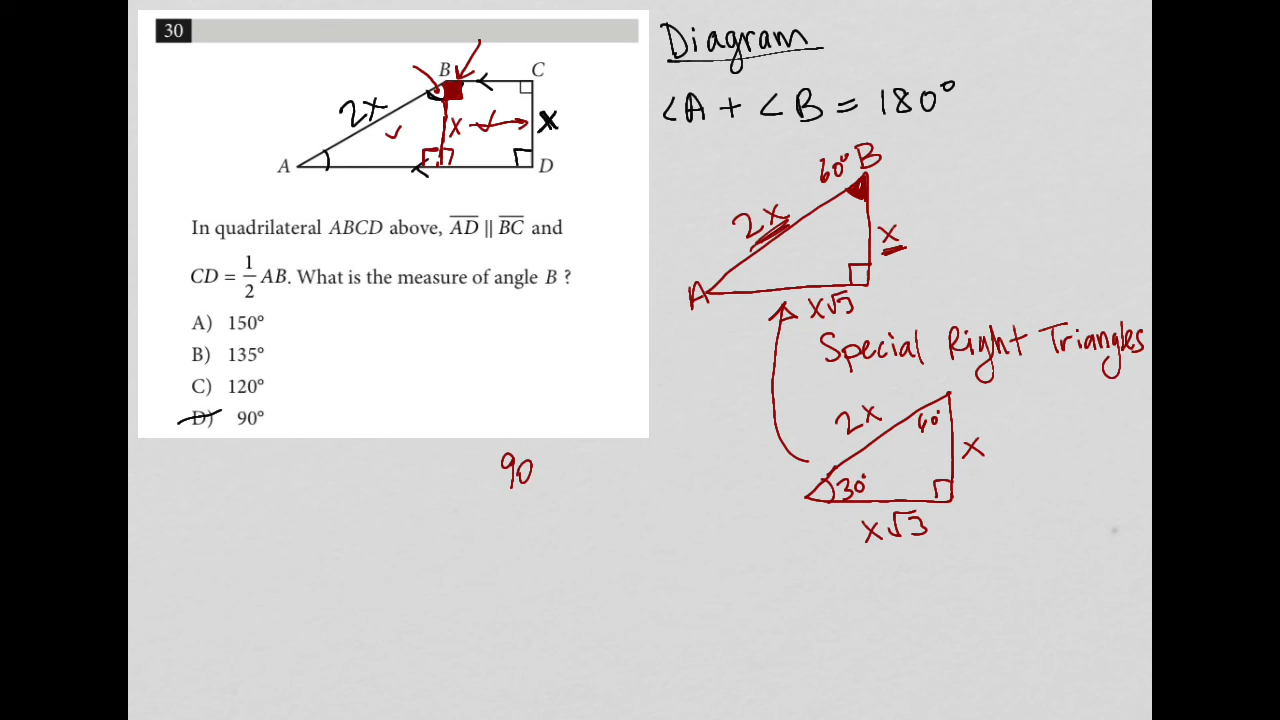 30
B
C
2x
x
x
A
D
In quadrilateral ABCD above, AD || BC and
CD = 1/2 AB. What is the measure of angle B ?
A) 150°
B) 135°
C) 120°
D) 90°
90
Diagram
∠A + ∠B = 180°
60° B
2x
x
A
x√3
Special Right Triangles
2x
60°
x
30°
x√3